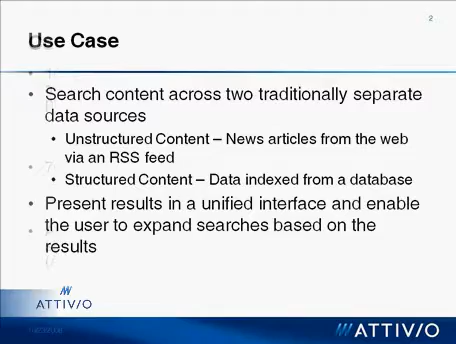 2
Use Case
• Search content across two traditionally separate
data sources
• Unstructured Content – News articles from the web
via an RSS feed
• Structured Content – Data indexed from a database
• Present results in a unified interface and enable
the user to expand searches based on the
results
ATTIV/O
ATTIV/O